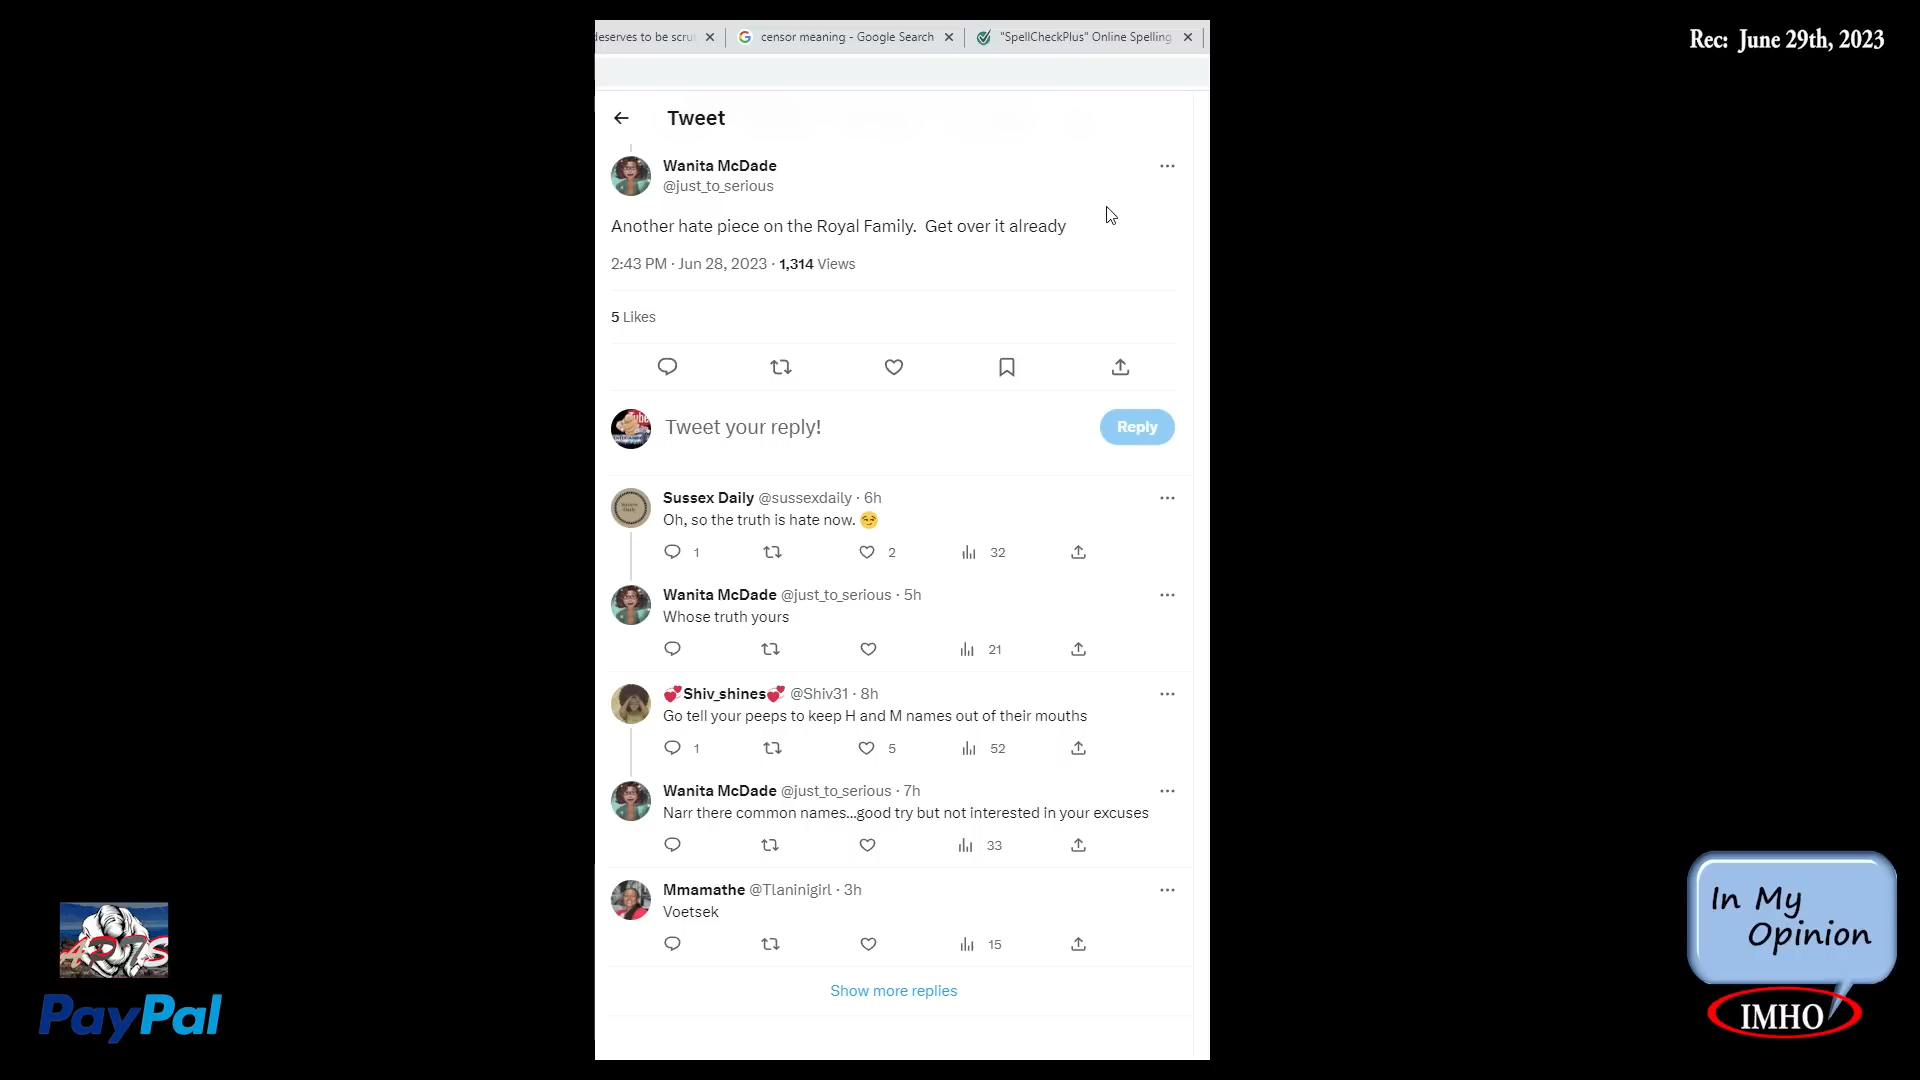 deserves to be scru
censor meaning - Google Search
"SpellCheckPlus" Online Spelling
Rec: June 29th, 2023
Tweet
Wanita McDade
@just_to_serious
Another hate piece on the Royal Family. Get over it already
2:43 PM · Jun 28, 2023 · 1,314 Views
5 Likes
Tweet your reply!
Reply
Sussex Daily @sussexdaily · 6h
Oh, so the truth is hate now. 😏
1 2 32
Wanita McDade @just_to_serious · 5h
Whose truth yours
21
💞Shiv_shines💞 @Shiv31 · 8h
Go tell your peeps to keep H and M names out of their mouths
1 5 52
Wanita McDade @just_to_serious · 7h
Narr there common names...good try but not interested in your excuses
33
Mmamathe @Tlaninigirl · 3h
Voetsek
15
Show more replies
PayPal
In My
Opinion
IMHO